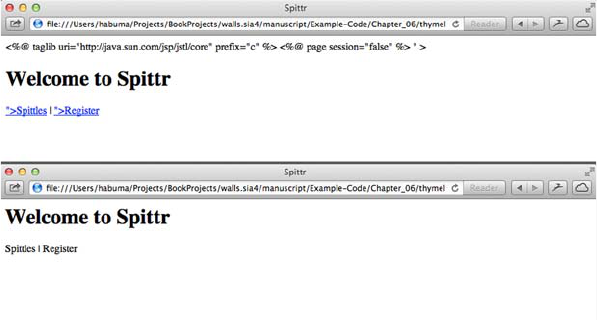 Spittr
file:///Users/habuma/Projects/BookProjects/walls.sia4/manuscript/Example-Code/Chapter_06/thymel
Reader
<%@ taglib uri="http://java.sun.com/jsp/jstl/core" prefix="c" %> <%@ page session="false" %> ' >
Welcome to Spittr
">Spittles | ">Register
Spittr
file:///Users/habuma/Projects/BookProjects/walls.sia4/manuscript/Example-Code/Chapter_06/thymel
Reader
Welcome to Spittr
Spittles | Register